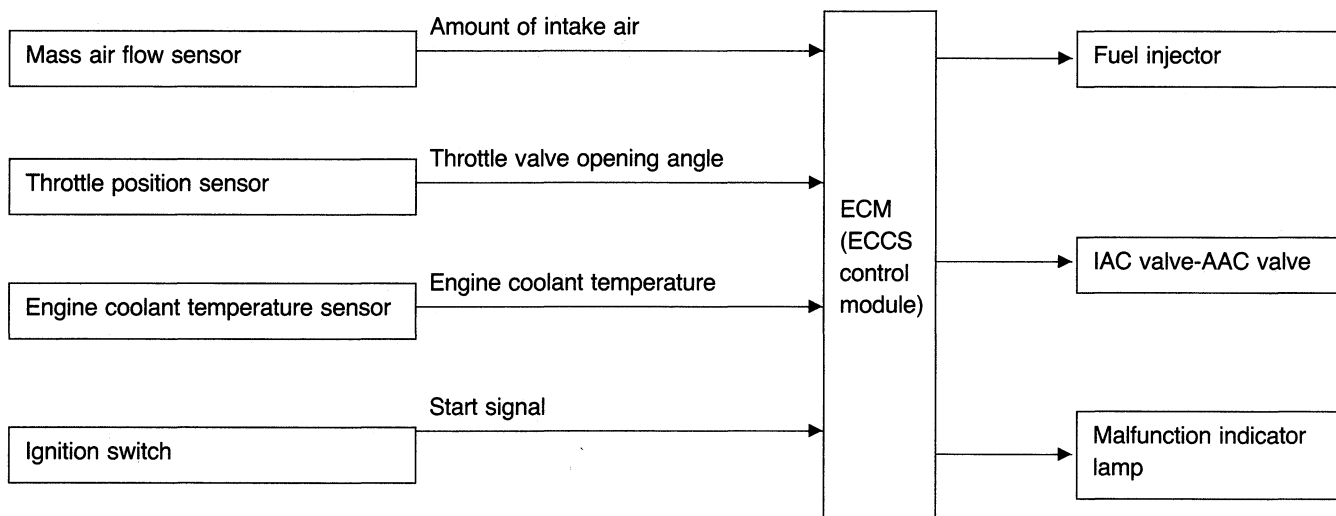 Mass air flow sensor
Amount of intake air
Throttle position sensor
Throttle valve opening angle
Engine coolant temperature sensor
Engine coolant temperature
Ignition switch
Start signal
ECM
(ECCS
control
module)
Fuel injector
IAC valve-AAC valve
Malfunction indicator
lamp